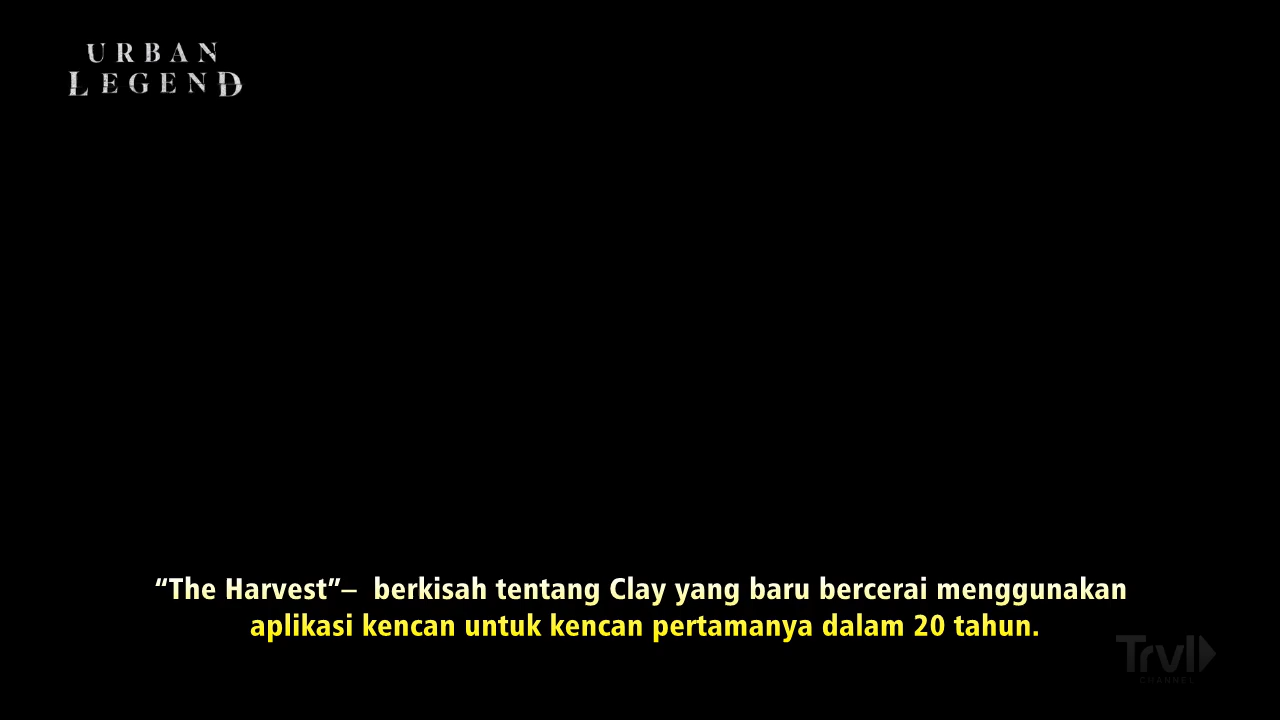 URBAN
LEGEND
“The Harvest”–  berkisah tentang Clay yang baru bercerai menggunakan
aplikasi kencan untuk kencan pertamanya dalam 20 tahun.
Trvl
CHANNEL